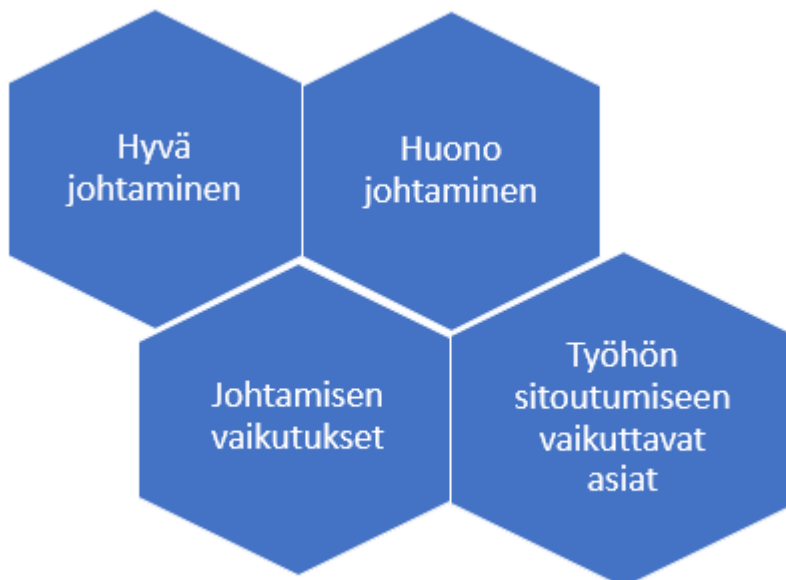 Hyvä
johtaminen
Huono
johtaminen
Johtamisen
vaikutukset
Työhön
sitoutumiseen
vaikuttavat
asiat